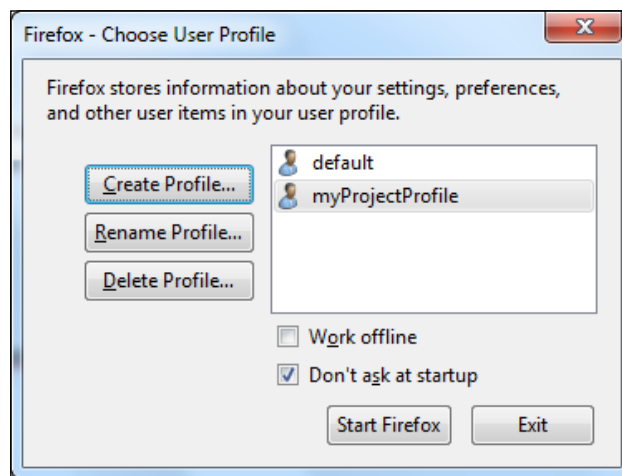 Firefox - Choose User Profile
Firefox stores information about your settings, preferences,
and other user items in your user profile.
Create Profile...
Rename Profile...
Delete Profile...
default
myProjectProfile
Work offline
Don't ask at startup
Start Firefox
Exit